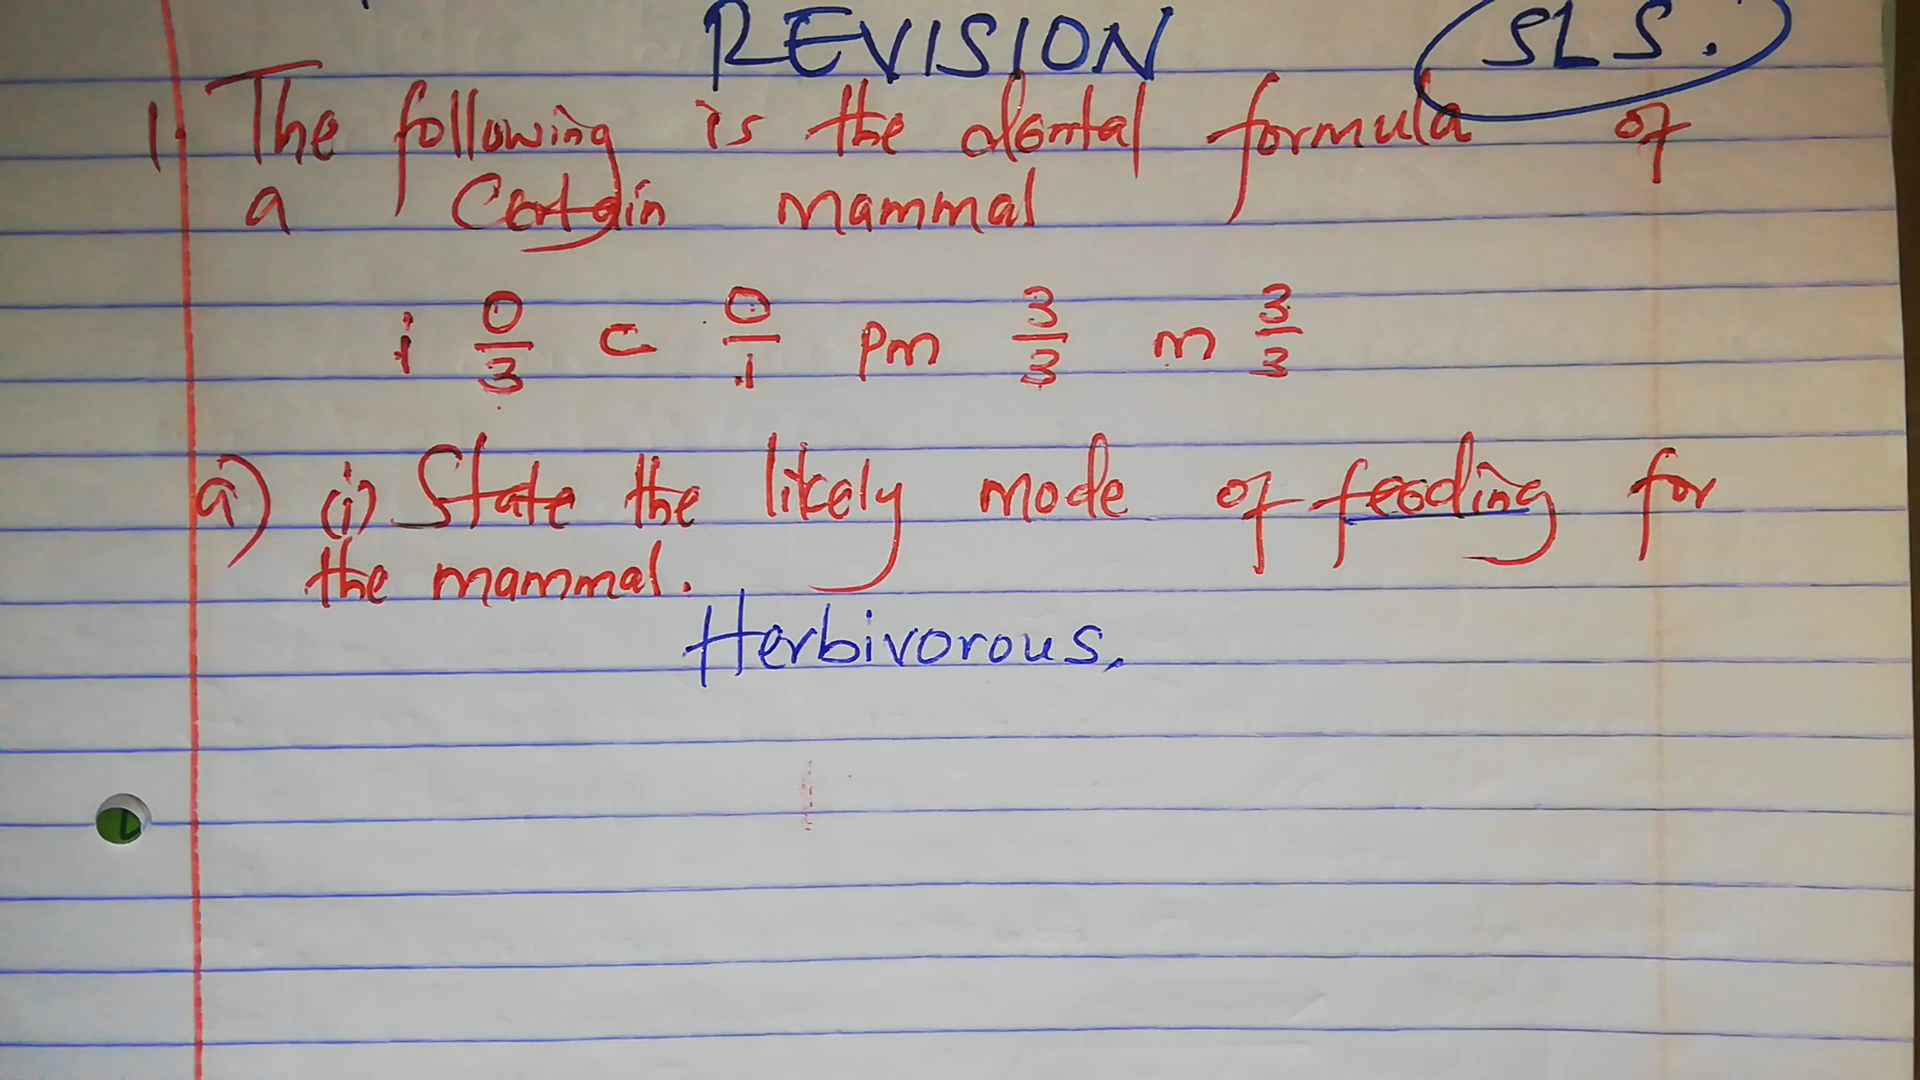 REVISION
SLS.
1. The following is the dental formula of
a certain mammal
i 0/3 c 0/1 pm 3/3 m 3/3
a) (i) State the likely mode of feeding for
the mammal.
Herbivorous.